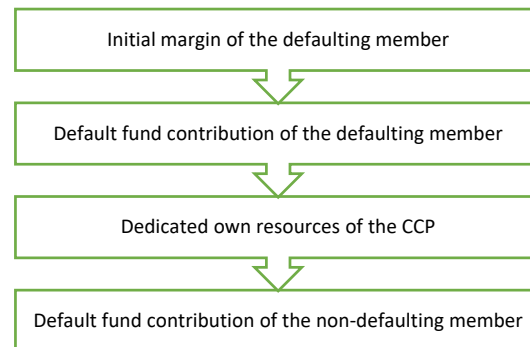 Initial margin of the defaulting member
Default fund contribution of the defaulting member
Dedicated own resources of the CCP
Default fund contribution of the non-defaulting member